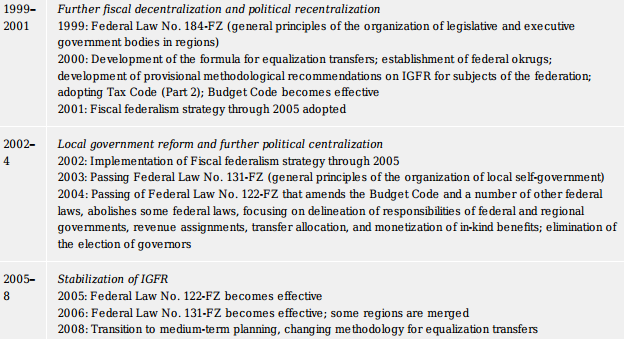 1999– Further fiscal decentralization and political recentralization
2001 1999: Federal Law No. 184-FZ (general principles of the organization of legislative and executive
government bodies in regions)
2000: Development of the formula for equalization transfers; establishment of federal okrugs;
development of provisional methodological recommendations on IGFR for subjects of the federation;
adopting Tax Code (Part 2); Budget Code becomes effective
2001: Fiscal federalism strategy through 2005 adopted
2002– Local government reform and further political centralization
4 2002: Implementation of Fiscal federalism strategy through 2005
2003: Passing Federal Law No. 131-FZ (general principles of the organization of local self-government)
2004: Passing of Federal Law No. 122-FZ that amends the Budget Code and a number of other federal
laws, abolishes some federal laws, focusing on delineation of responsibilities of federal and regional
governments, revenue assignments, transfer allocation, and monetization of in-kind benefits; elimination of
the election of governors
2005– Stabilization of IGFR
8 2005: Federal Law No. 122-FZ becomes effective
2006: Federal Law No. 131-FZ becomes effective; some regions are merged
2008: Transition to medium-term planning, changing methodology for equalization transfers